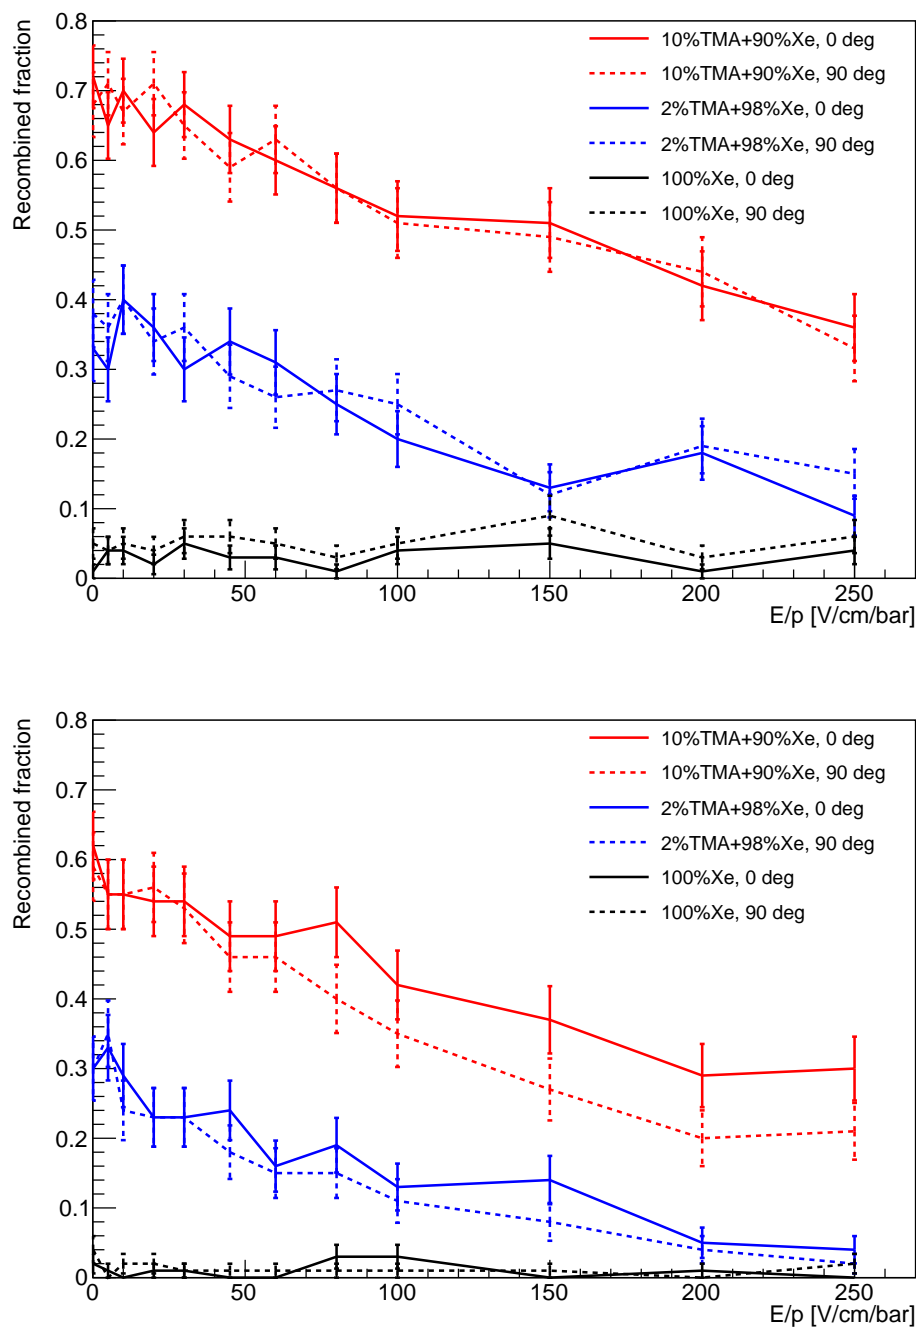 Recombined fraction
0.8
0.7
0.6
0.5
0.4
0.3
0.2
0.1
0
10%TMA+90%Xe, 0 deg
10%TMA+90%Xe, 90 deg
2%TMA+98%Xe, 0 deg
2%TMA+98%Xe, 90 deg
100%Xe, 0 deg
100%Xe, 90 deg
0 50 100 150 200 250
E/p [V/cm/bar]
Recombined fraction
0.8
0.7
0.6
0.5
0.4
0.3
0.2
0.1
0
10%TMA+90%Xe, 0 deg
10%TMA+90%Xe, 90 deg
2%TMA+98%Xe, 0 deg
2%TMA+98%Xe, 90 deg
100%Xe, 0 deg
100%Xe, 90 deg
0 50 100 150 200 250
E/p [V/cm/bar]